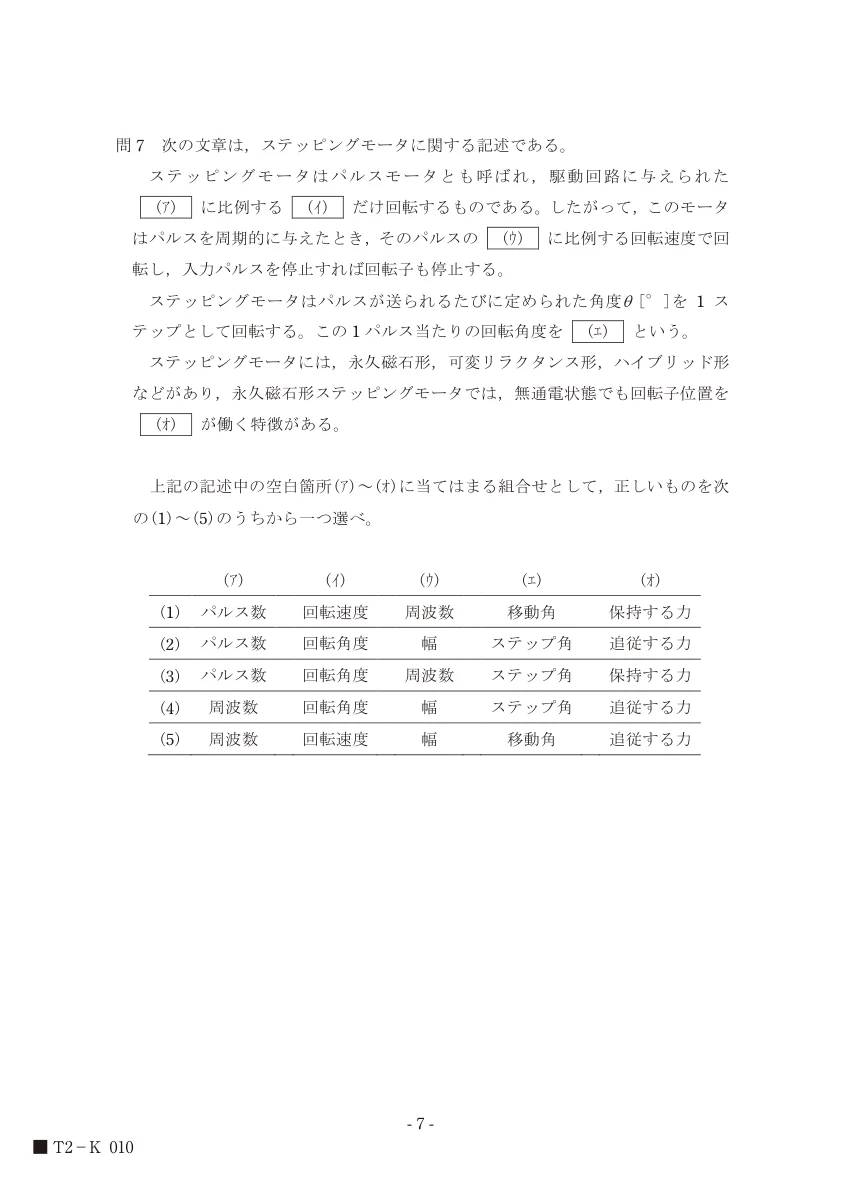 問７　次の文章は，ステッピングモータに関する記述である。
ステッピングモータはパルスモータとも呼ばれ，駆動回路に与えられた
(ｱ) に比例する (ｲ) だけ回転するものである。したがって，このモータ
はパルスを周期的に与えたとき，そのパルスの (ｳ) に比例する回転速度で回
転し，入力パルスを停止すれば回転子も停止する。
ステッピングモータはパルスが送られるたびに定められた角度θ [°]を 1 ス
テップとして回転する。この 1 パルス当たりの回転角度を (ｴ) という。
ステッピングモータには，永久磁石形，可変リラクタンス形，ハイブリッド形
などがあり，永久磁石形ステッピングモータでは，無通電状態でも回転子位置を
(ｵ) が働く特徴がある。
上記の記述中の空白箇所(ｱ)～(ｵ)に当てはまる組合せとして，正しいものを次
の(1)～(5)のうちから一つ選べ。
(ｱ) (ｲ) (ｳ) (ｴ) (ｵ)
(1) パルス数 回転速度 周波数 移動角 保持する力
(2) パルス数 回転角度 幅 ステップ角 追従する力
(3) パルス数 回転角度 周波数 ステップ角 保持する力
(4) 周波数 回転角度 幅 ステップ角 追従する力
(5) 周波数 回転速度 幅 移動角 追従する力
- 7 -
■ T2－K 010